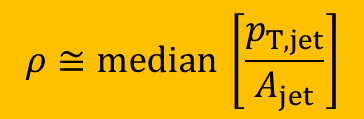 ρ ≅ median [p_T,jet / A_jet]